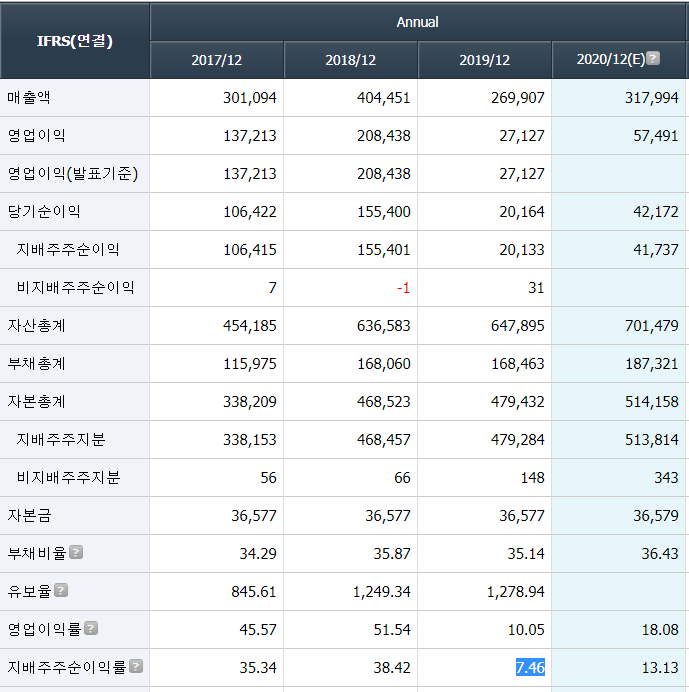 IFRS(연결) Annual
2017/12 2018/12 2019/12 2020/12(E)
매출액 301,094 404,451 269,907 317,994
영업이익 137,213 208,438 27,127 57,491
영업이익(발표기준) 137,213 208,438 27,127
당기순이익 106,422 155,400 20,164 42,172
지배주주순이익 106,415 155,401 20,133 41,737
비지배주주순이익 7 -1 31
자산총계 454,185 636,583 647,895 701,479
부채총계 115,975 168,060 168,463 187,321
자본총계 338,209 468,523 479,432 514,158
지배주주지분 338,153 468,457 479,284 513,814
비지배주주지분 56 66 148 343
자본금 36,577 36,577 36,577 36,579
부채비율 34.29 35.87 35.14 36.43
유보율 845.61 1,249.34 1,278.94
영업이익률 45.57 51.54 10.05 18.08
지배주주순이익률 35.34 38.42 7.46 13.13